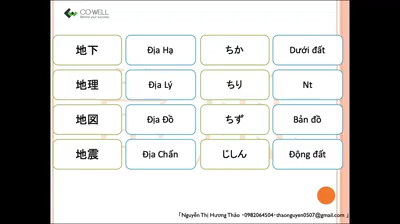 CO-WELL
地下 Địa Hạ ちか Dưới đất
地理 Địa Lý ちり Nt
地図 Địa Đồ ちず Bản đồ
地震 Địa Chấn じしん Động đất
「Nguyễn Thị Hương Thảo -0982064504-shaonguyen0507@gmail.com」